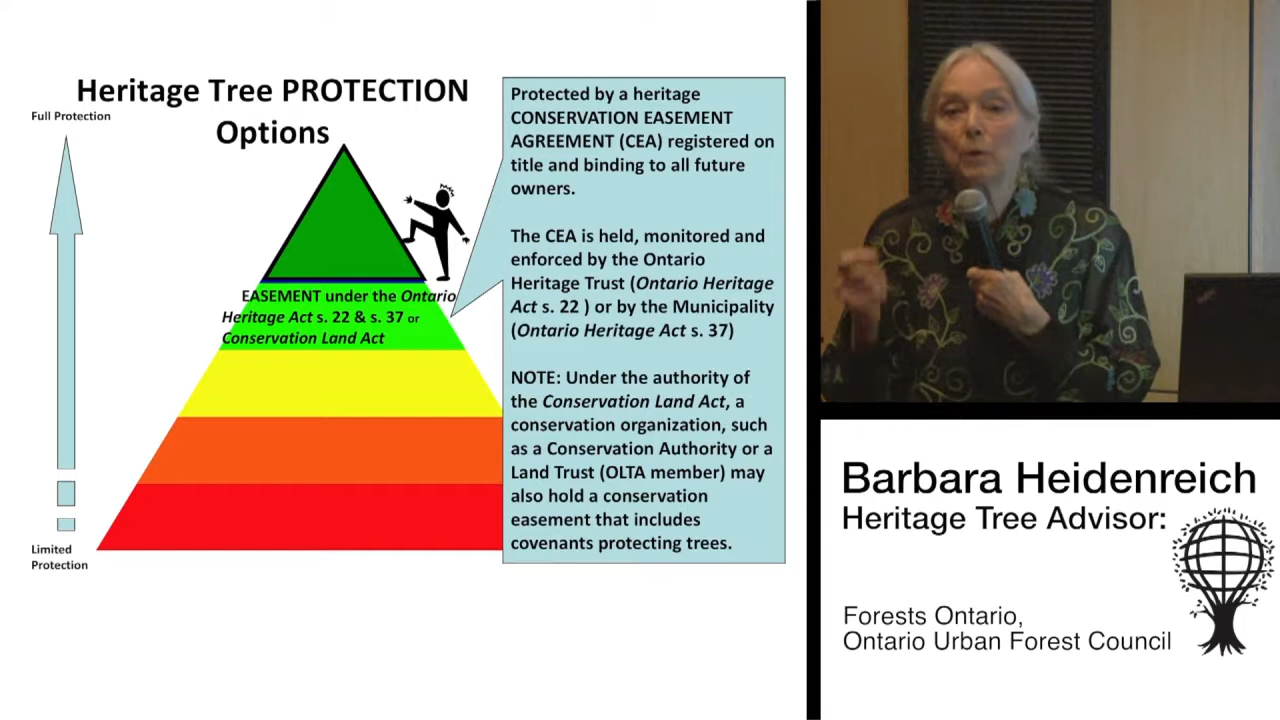 Heritage Tree PROTECTION
Options
Full Protection
EASEMENT under the Ontario
Heritage Act s. 22 & s. 37 or
Conservation Land Act
Limited
Protection
Protected by a heritage
CONSERVATION EASEMENT
AGREEMENT (CEA) registered on
title and binding to all future
owners.
The CEA is held, monitored and
enforced by the Ontario
Heritage Trust (Ontario Heritage
Act s. 22 ) or by the Municipality
(Ontario Heritage Act s. 37)
NOTE: Under the authority of
the Conservation Land Act, a
conservation organization, such
as a Conservation Authority or a
Land Trust (OLTA member) may
also hold a conservation
easement that includes
covenants protecting trees.
Barbara Heidenreich
Heritage Tree Advisor:
Forests Ontario,
Ontario Urban Forest Council